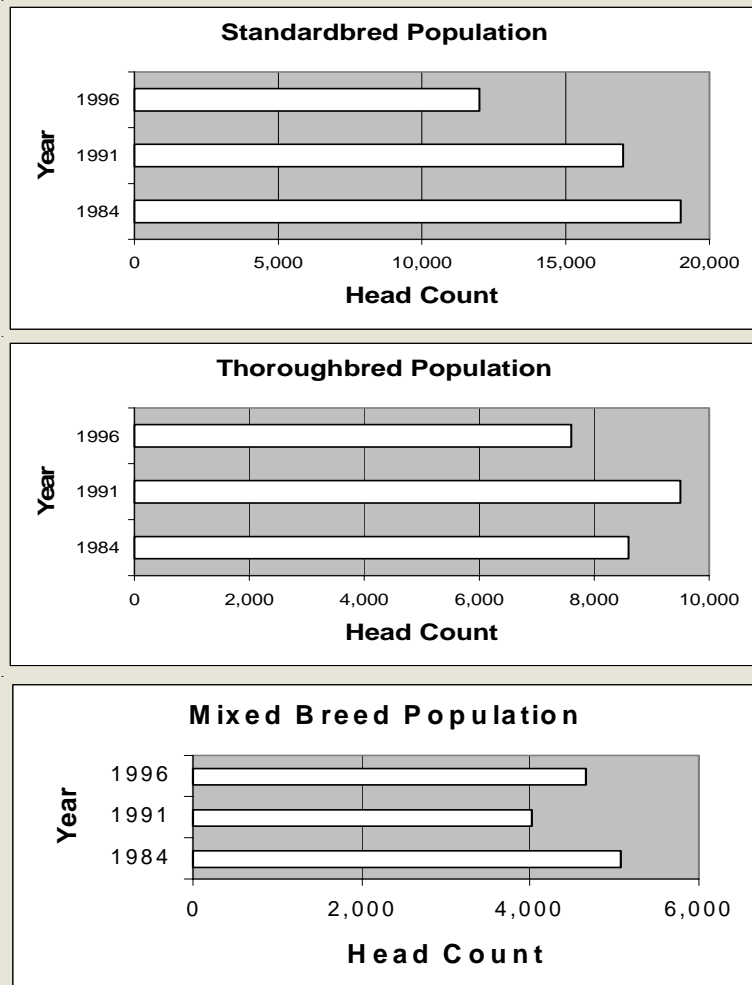 Standardbred Population
Year
1996
1991
1984
0 5,000 10,000 15,000 20,000
Head Count
Thoroughbred Population
Year
1996
1991
1984
0 2,000 4,000 6,000 8,000 10,000
Head Count
Mixed Breed Population
Year
1996
1991
1984
0 2,000 4,000 6,000
Head Count